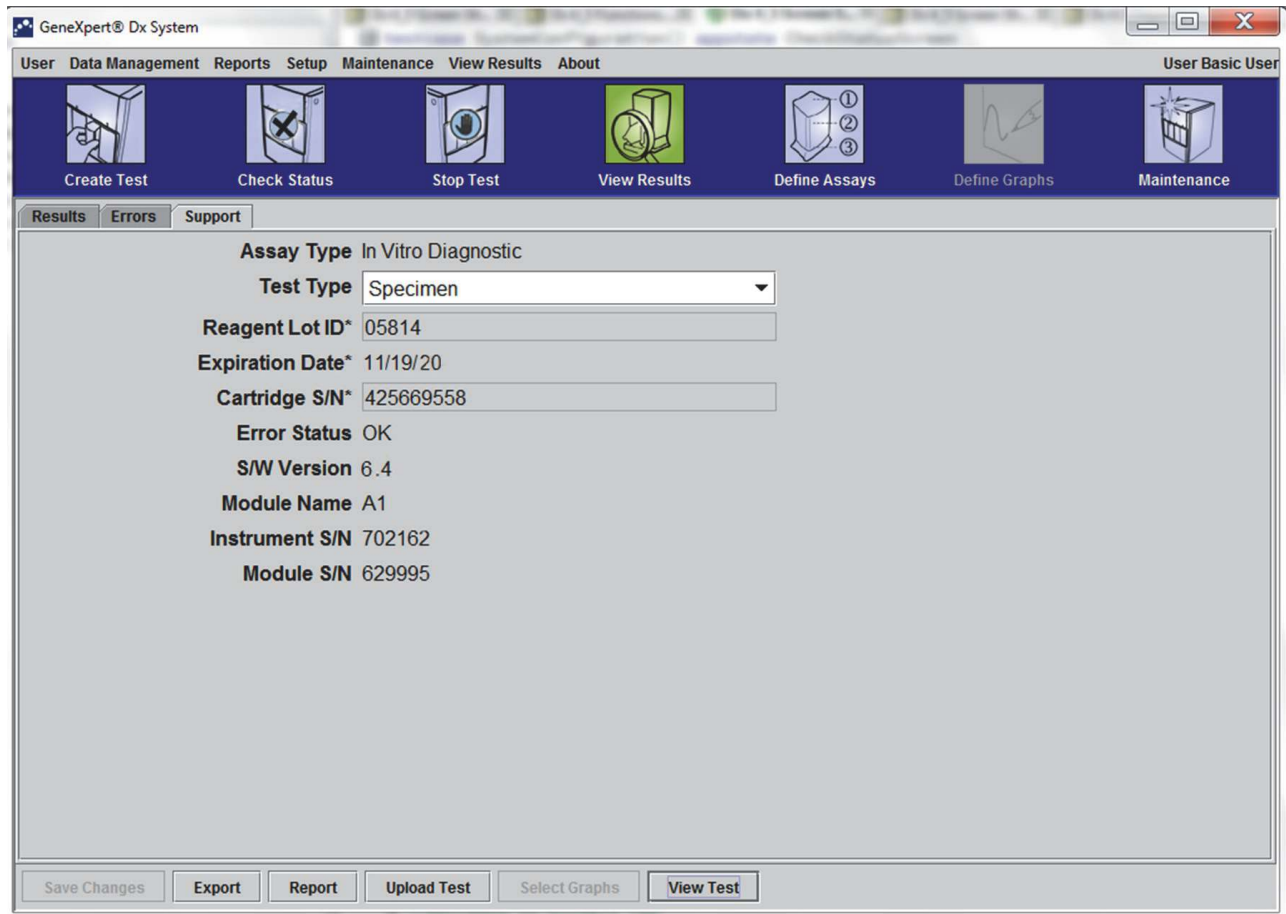 GeneXpert® Dx System
User Data Management Reports Setup Maintenance View Results About User Basic User
① ② ③
Create Test Check Status Stop Test View Results Define Assays Define Graphs Maintenance
Results Errors Support
Assay Type In Vitro Diagnostic
Test Type Specimen
Reagent Lot ID* 05814
Expiration Date* 11/19/20
Cartridge S/N* 425669558
Error Status OK
S/W Version 6.4
Module Name A1
Instrument S/N 702162
Module S/N 629995
Save Changes Export Report Upload Test Select Graphs View Test